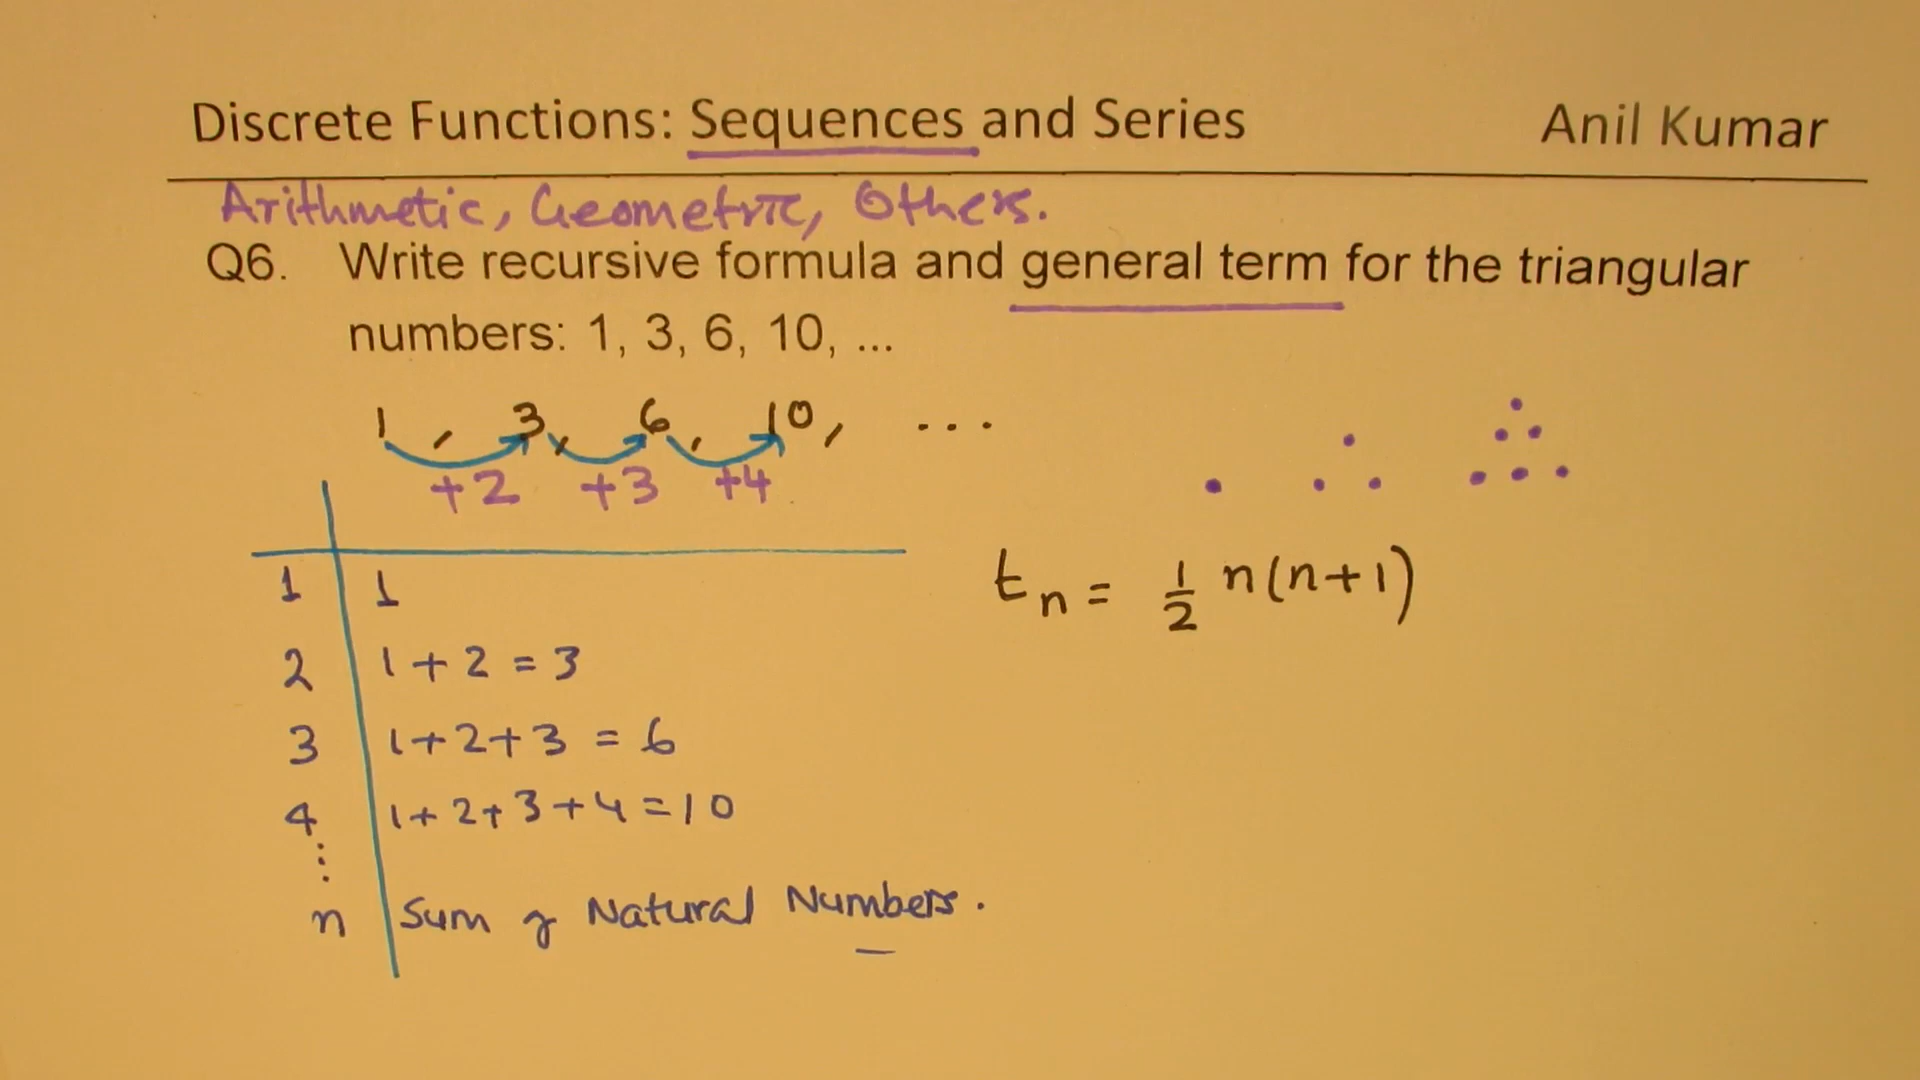 Discrete Functions: Sequences and Series Anil Kumar
Arithmetic, Geometric, Others.
Q6. Write recursive formula and general term for the triangular
numbers: 1, 3, 6, 10, ...
1, 3, 6, 10, ...
+2 +3 +4
tn = 1/2 n(n+1)
1 1
2 1+2=3
3 1+2+3=6
4 1+2+3+4=10
⋮
n Sum of Natural Numbers.